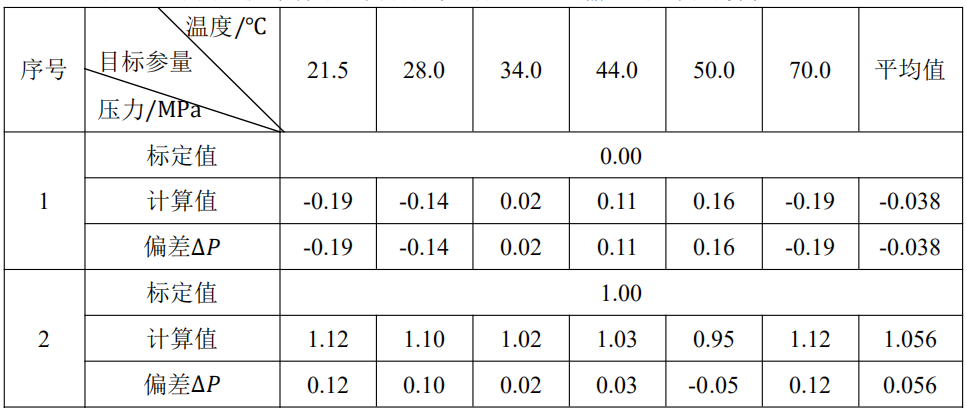 序号 温度/℃ 目标参量 压力/MPa 21.5 28.0 34.0 44.0 50.0 70.0 平均值
1 标定值 0.00
计算值 -0.19 -0.14 0.02 0.11 0.16 -0.19 -0.038
偏差ΔP -0.19 -0.14 0.02 0.11 0.16 -0.19 -0.038
2 标定值 1.00
计算值 1.12 1.10 1.02 1.03 0.95 1.12 1.056
偏差ΔP 0.12 0.10 0.02 0.03 -0.05 0.12 0.056